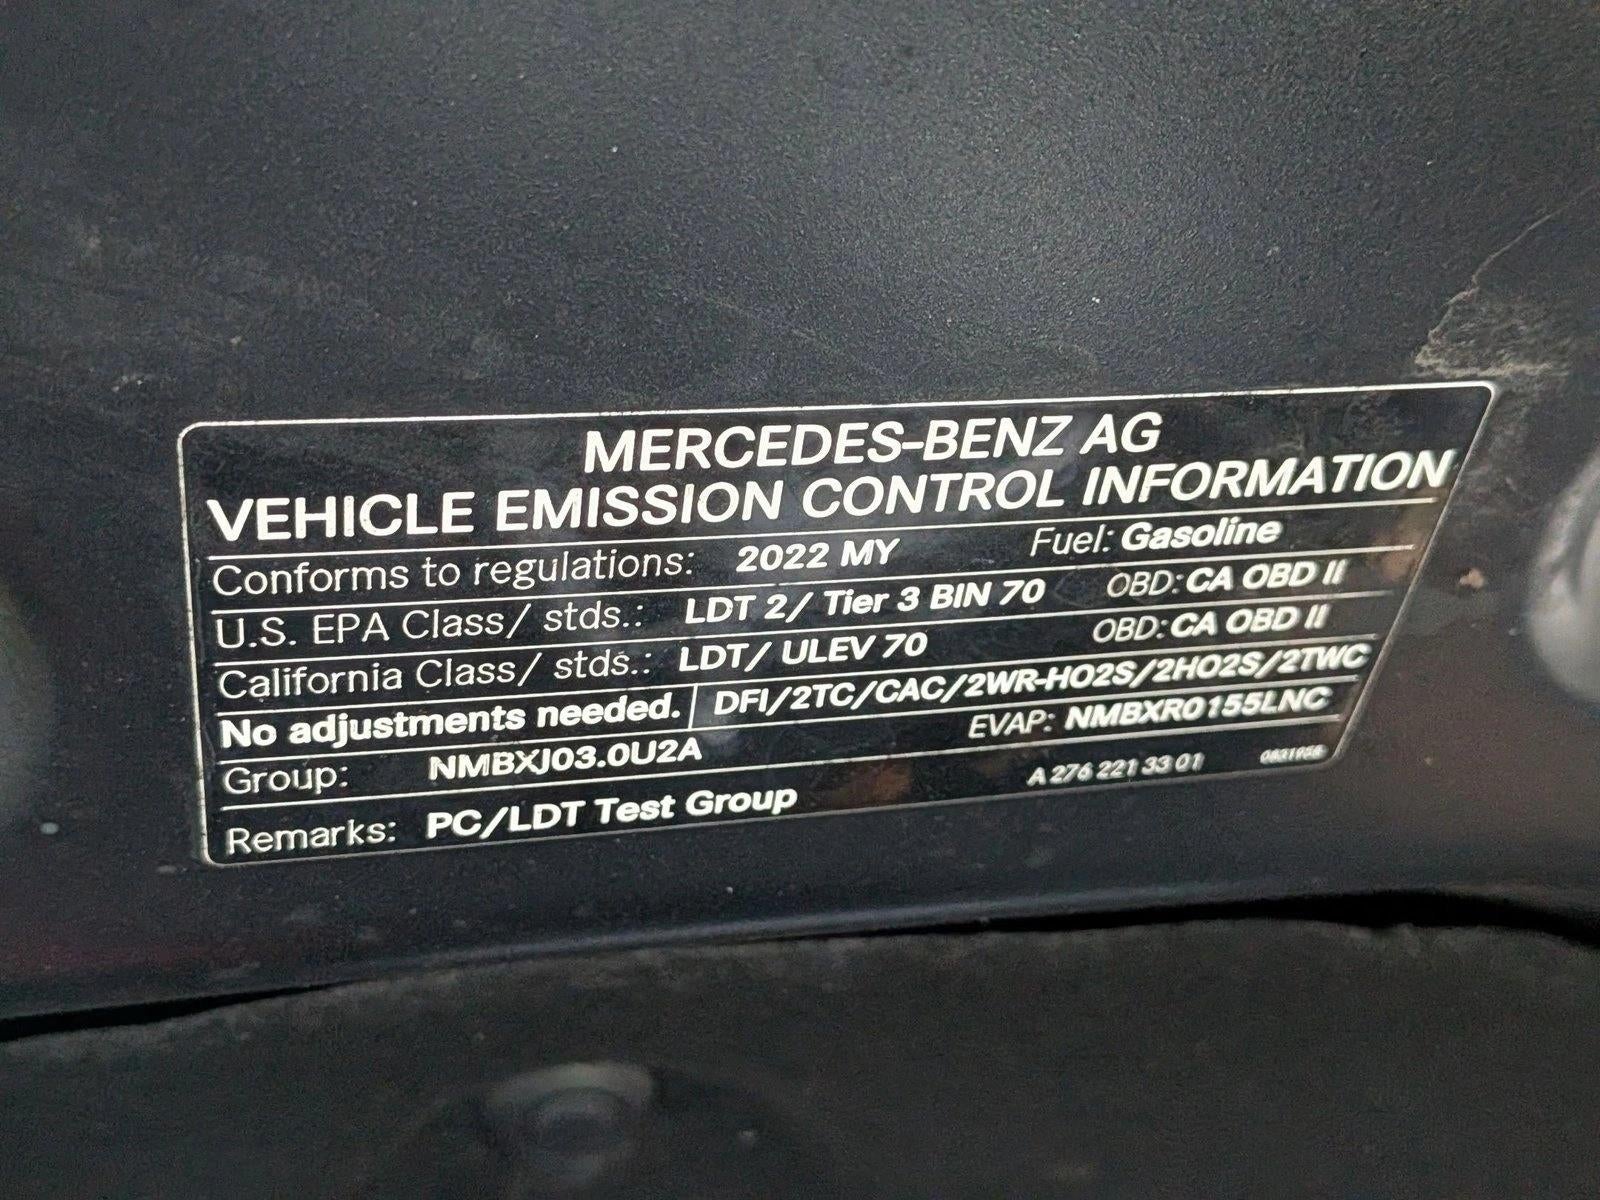 MERCEDES-BENZ AG
VEHICLE EMISSION CONTROL INFORMATION
Conforms to regulations: 2022 MY Fuel: Gasoline
U.S. EPA Class/ stds.: LDT 2/ Tier 3 BIN 70 OBD: CA OBD II
California Class/ stds.: LDT/ ULEV 70 OBD: CA OBD II
No adjustments needed. DFI/2TC/CAC/2WR-HO2S/2HO2S/2TWC
Group: NMBXJ03.0U2A EVAP: NMBXR0155LNC
Remarks: PC/LDT Test Group A 276 221 33 01